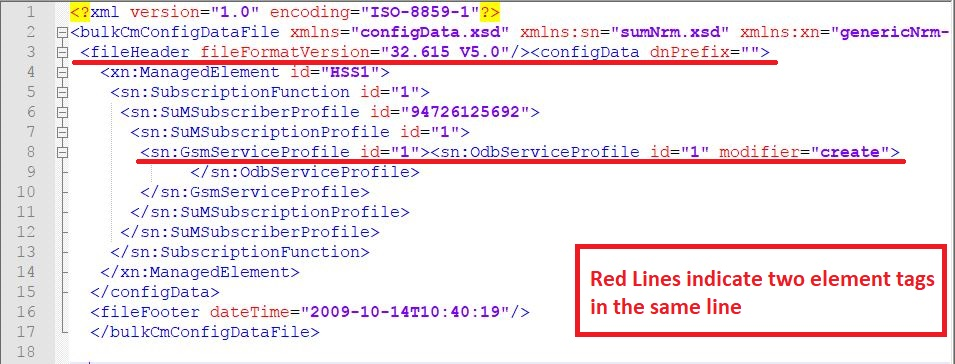 1 <?xml version="1.0" encoding="ISO-8859-1"?>
2 <bulkCmConfigDataFile xmlns="configData.xsd" xmlns:sn="sumNrm.xsd" xmlns:xn="genericNrm-
3 <fileHeader fileFormatVersion="32.615 V5.0"/><configData dnPrefix="">
4 <xn:ManagedElement id="HSS1">
5 <sn:SubscriptionFunction id="1">
6 <sn:SuMSubscriberProfile id="94726125692">
7 <sn:SuMSubscriptionProfile id="1">
8 <sn:GsmServiceProfile id="1"><sn:OdbServiceProfile id="1" modifier="create">
9 </sn:OdbServiceProfile>
10 </sn:GsmServiceProfile>
11 </sn:SuMSubscriptionProfile>
12 </sn:SuMSubscriberProfile>
13 </sn:SubscriptionFunction>
14 </xn:ManagedElement>
15 </configData>
16 <fileFooter dateTime="2009-10-14T10:40:19"/>
17 </bulkCmConfigDataFile>
18
Red Lines indicate two element tags
in the same line